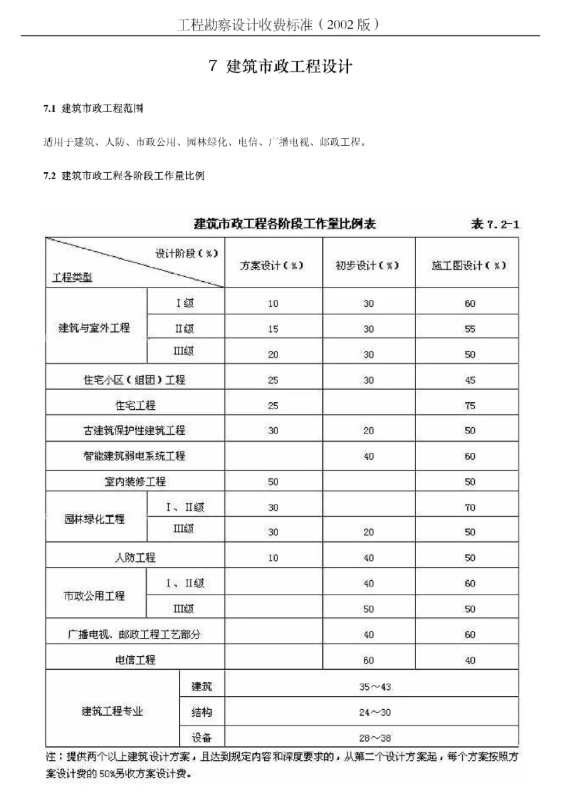 工程勘察设计收费标准（2002 版）
7 建筑市政工程设计
7.1 建筑市政工程范围
适用于建筑、人防、市政公用、园林绿化、电信、广播电视、邮政工程。
7.2 建筑市政工程各阶段工作量比例
建筑市政工程各阶段工作量比例表 表 7.2-1
设计阶段（%）
工程类型
方案设计（%） 初步设计（%） 施工图设计（%）
建筑与室外工程
Ⅰ级 10 30 60
Ⅱ级 15 30 55
Ⅲ级 20 30 50
住宅小区（组团）工程 25 30 45
住宅工程 25 75
古建筑保护性建筑工程 30 20 50
智能建筑弱电系统工程 40 60
室内装修工程 50 50
园林绿化工程
Ⅰ、Ⅱ级 30 70
Ⅲ级 30 20 50
人防工程 10 40 50
市政公用工程
Ⅰ、Ⅱ级 40 60
Ⅲ级 50 50
广播电视、邮政工程工艺部分 40 60
电信工程 60 40
建筑工程专业
建筑 35～43
结构 24～30
设备 28～38
注：提供两个以上建筑设计方案，且达到规定内容和深度要求的，从第二个设计方案起，每个方案按照方
案设计费的 50%另收方案设计费。